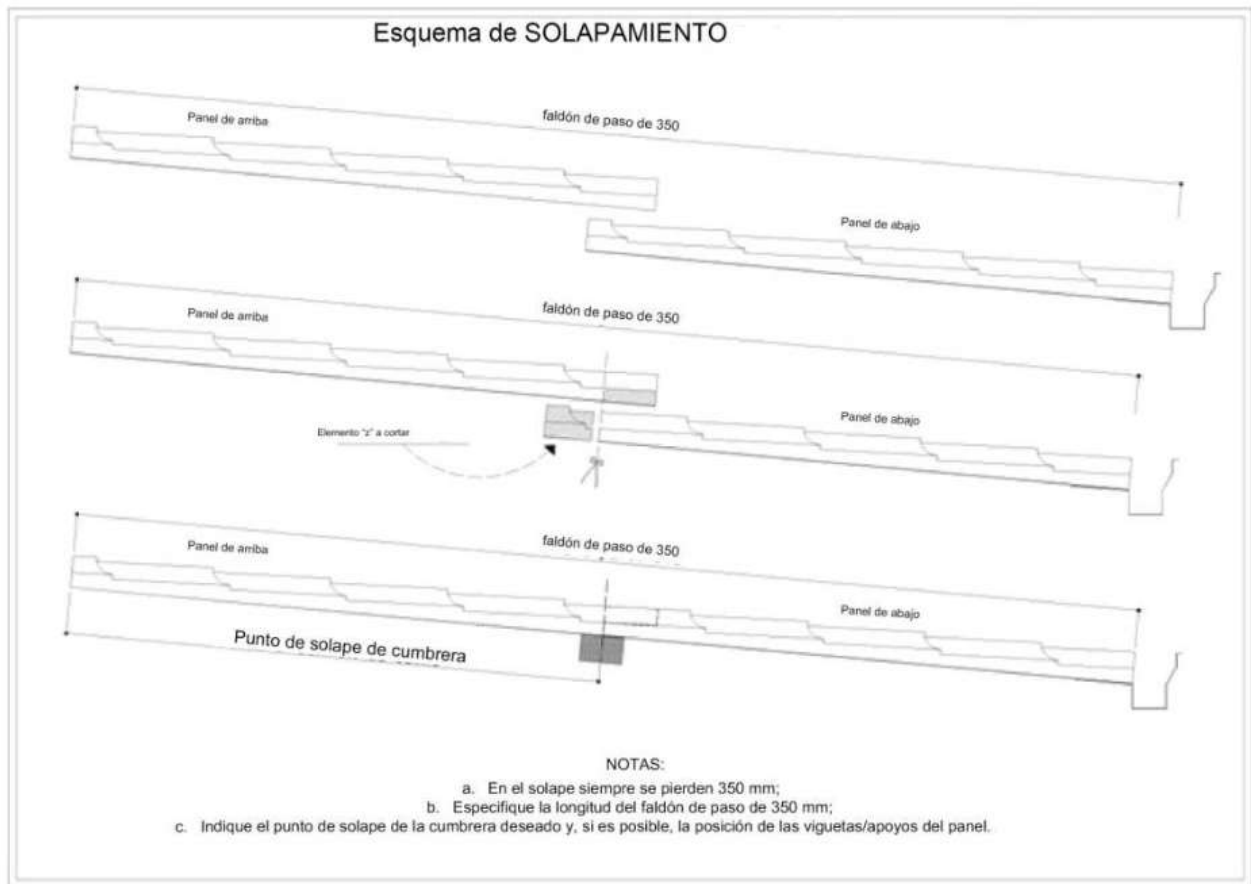 Esquema de SOLAPAMIENTO
faldón de paso de 350
Panel de arriba
Panel de abajo
faldón de paso de 350
Panel de arriba
Panel de abajo
Elemento "z" a cortar
faldón de paso de 350
Panel de arriba
Panel de abajo
Punto de solape de cumbrera
NOTAS:
a. En el solape siempre se pierden 350 mm;
b. Especifique la longitud del faldón de paso de 350 mm;
c. Indique el punto de solape de la cumbrera deseado y, si es posible, la posición de las viguetas/apoyos del panel.